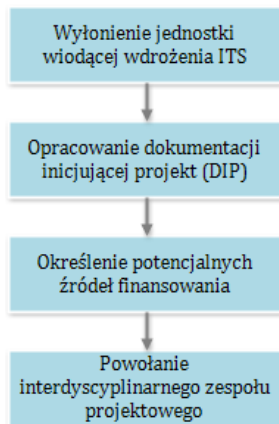 Wyłonienie jednostki
wiodącej wdrożenia ITS
Opracowanie dokumentacji
inicjującej projekt (DIP)
Określenie potencjalnych
źródeł finansowania
Powołanie
interdyscyplinarnego zespołu
projektowego